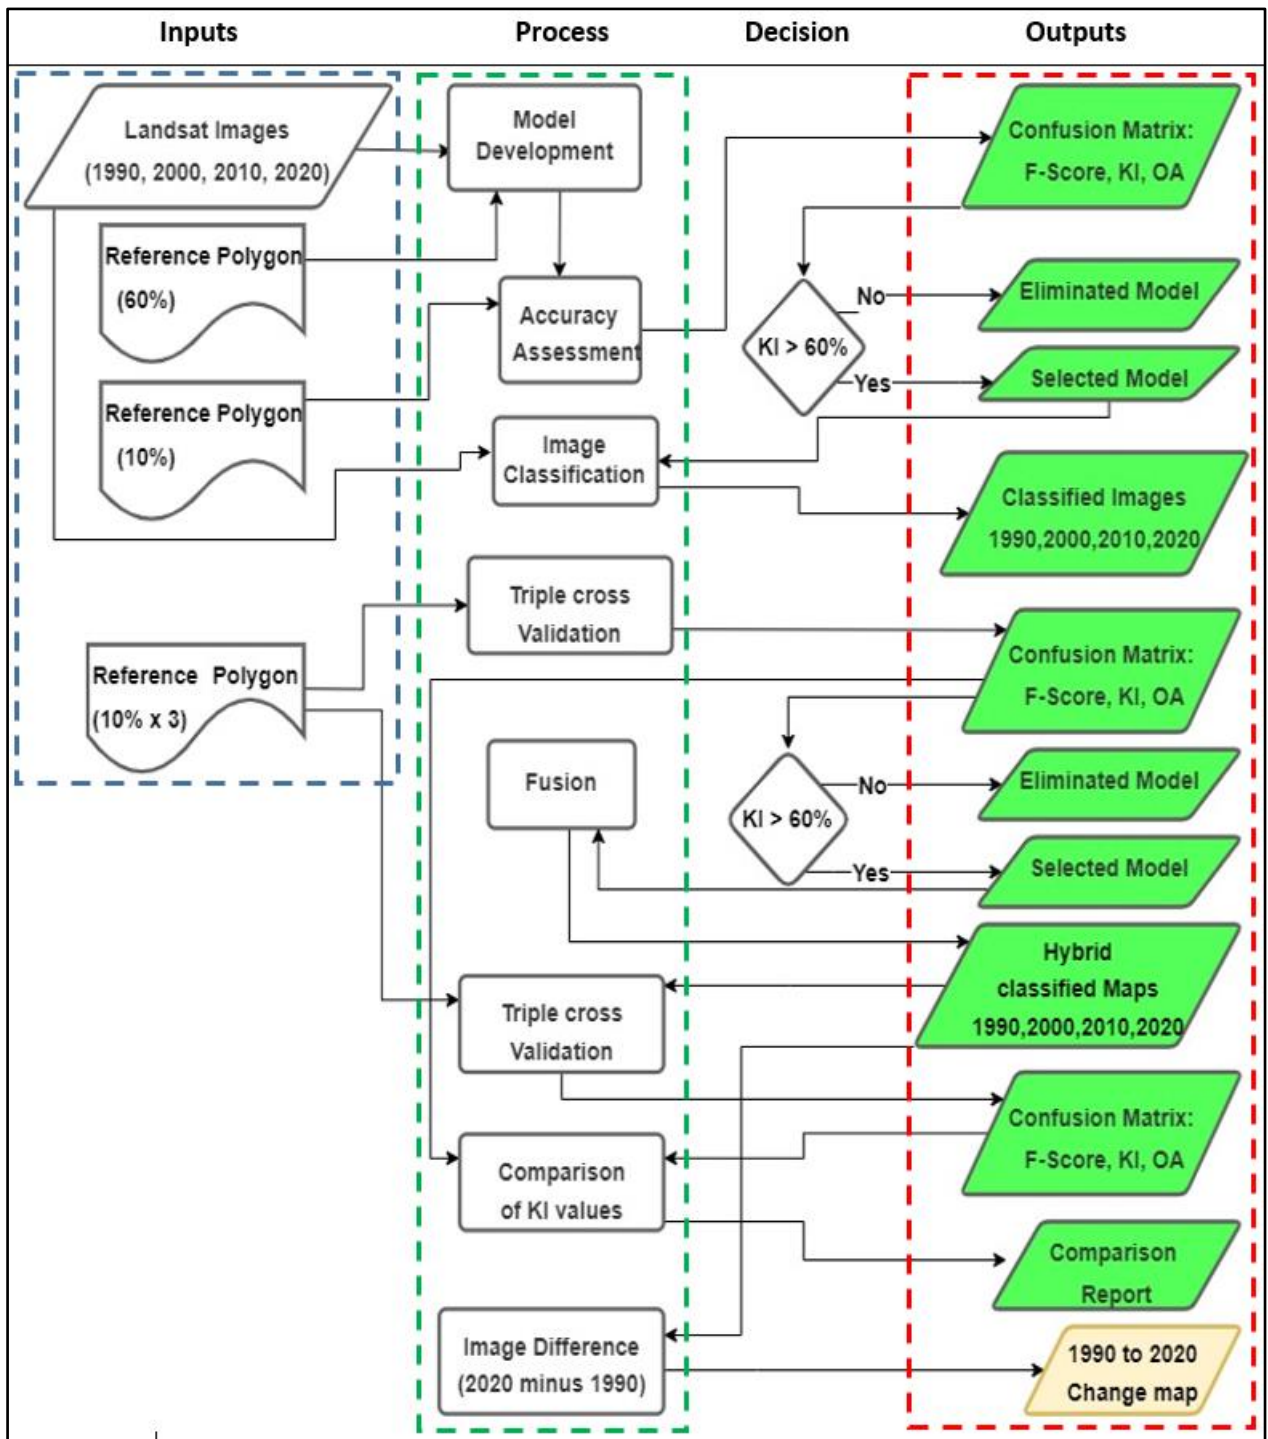 Inputs Process Decision Outputs
Landsat Images
(1990, 2000, 2010, 2020)
Reference Polygon
(60%)
Reference Polygon
(10%)
Reference Polygon
(10% x 3)
Model
Development
Accuracy
Assessment
Image
Classification
Triple cross
Validation
Fusion
Triple cross
Validation
Comparison
of KI values
Image Difference
(2020 minus 1990)
KI > 60%
No
Yes
KI > 60%
No
Yes
Confusion Matrix:
F-Score, KI, OA
Eliminated Model
Selected Model
Classified Images
1990,2000,2010,2020
Confusion Matrix:
F-Score, KI, OA
Eliminated Model
Selected Model
Hybrid
classified Maps
1990,2000,2010,2020
Confusion Matrix:
F-Score, KI, OA
Comparison
Report
1990 to 2020
Change map